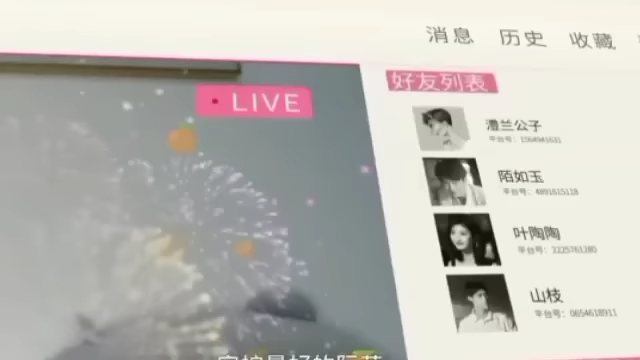 消息 历史 收藏
• LIVE
好友列表
澧兰公子
平台号：1564941631
陌如玉
平台号：4891615118
叶陶陶
平台号：2225761280
山枝
平台号：0654618911